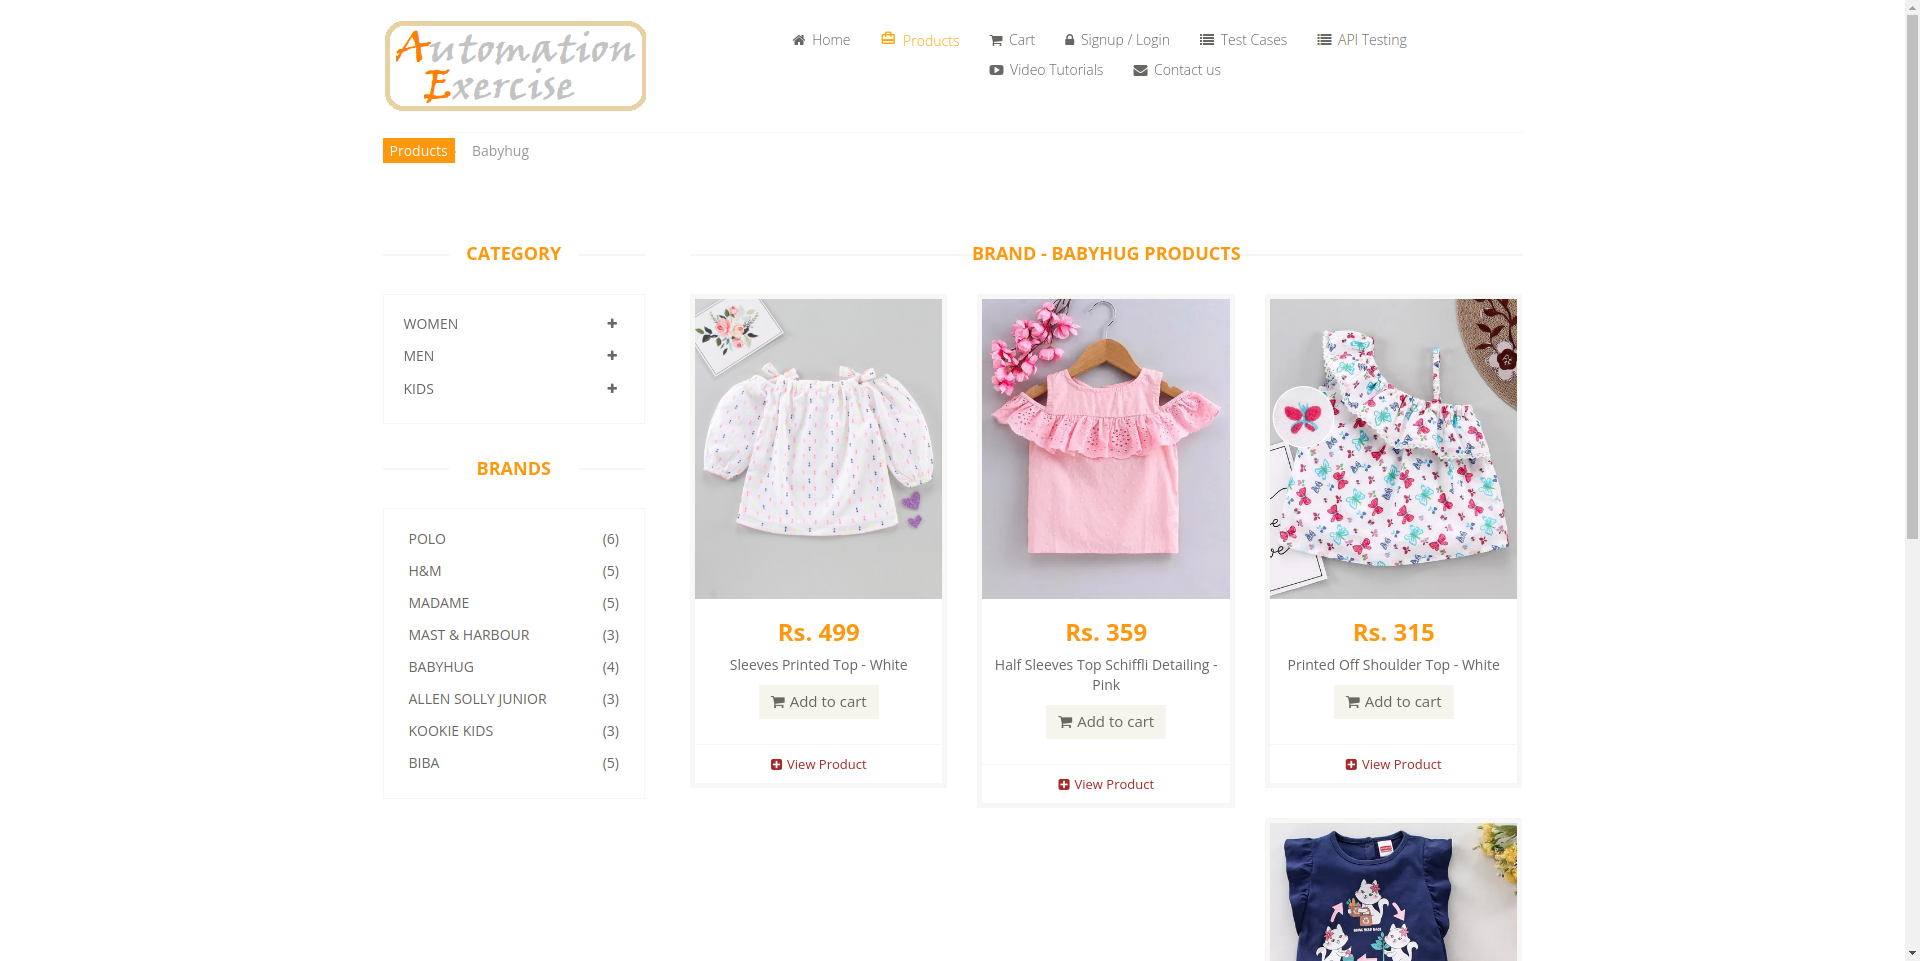 Automation
Exercise
Home
Products
Cart
Signup / Login
Test Cases
API Testing
Video Tutorials
Contact us
Products
Babyhug
CATEGORY
WOMEN
MEN
KIDS
BRANDS
POLO (6)
H&M (5)
MADAME (5)
MAST & HARBOUR (3)
BABYHUG (4)
ALLEN SOLLY JUNIOR (3)
KOOKIE KIDS (3)
BIBA (5)
BRAND - BABYHUG PRODUCTS
Rs. 499
Sleeves Printed Top - White
Add to cart
View Product
Rs. 359
Half Sleeves Top Schiffli Detailing -
Pink
Add to cart
View Product
Rs. 315
Printed Off Shoulder Top - White
Add to cart
View Product